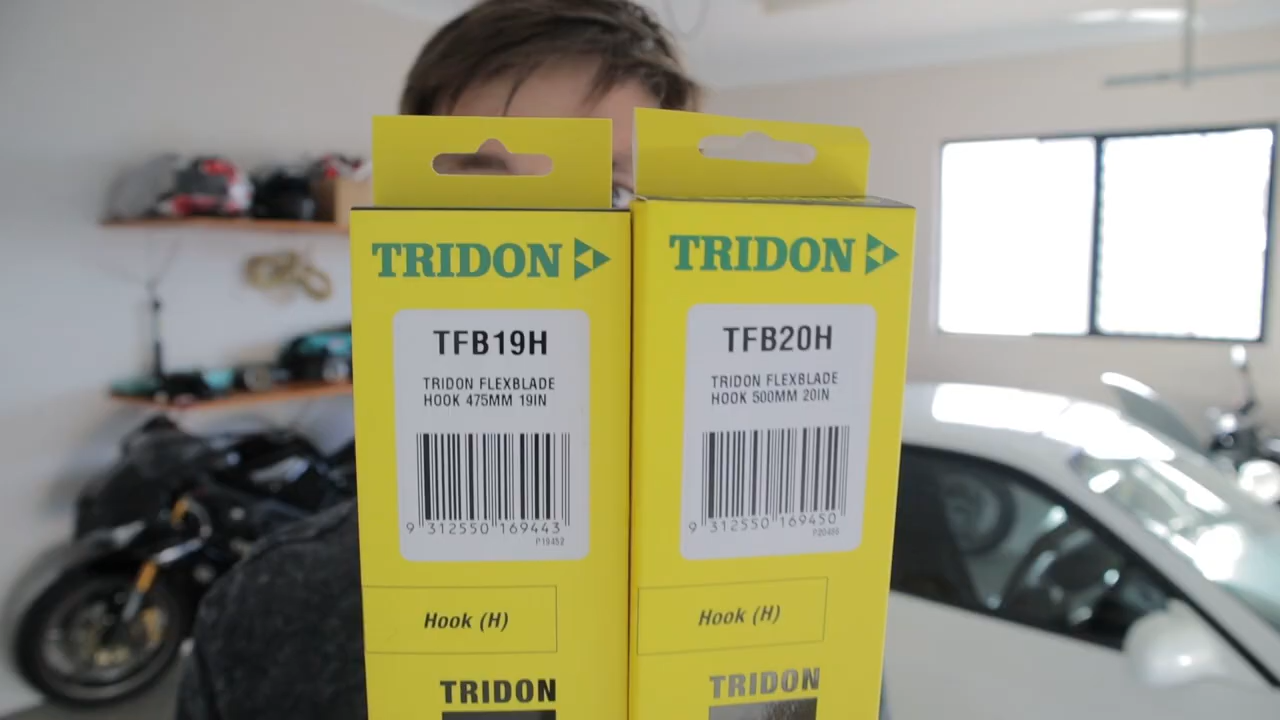 TRIDON
TFB19H
TRIDON FLEXBLADE
HOOK 475MM 19IN
9 312550 169443
P19452
Hook (H)
TRIDON
TRIDON
TFB20H
TRIDON FLEXBLADE
HOOK 500MM 20IN
9 312550 169450
Hook (H)
TRIDON